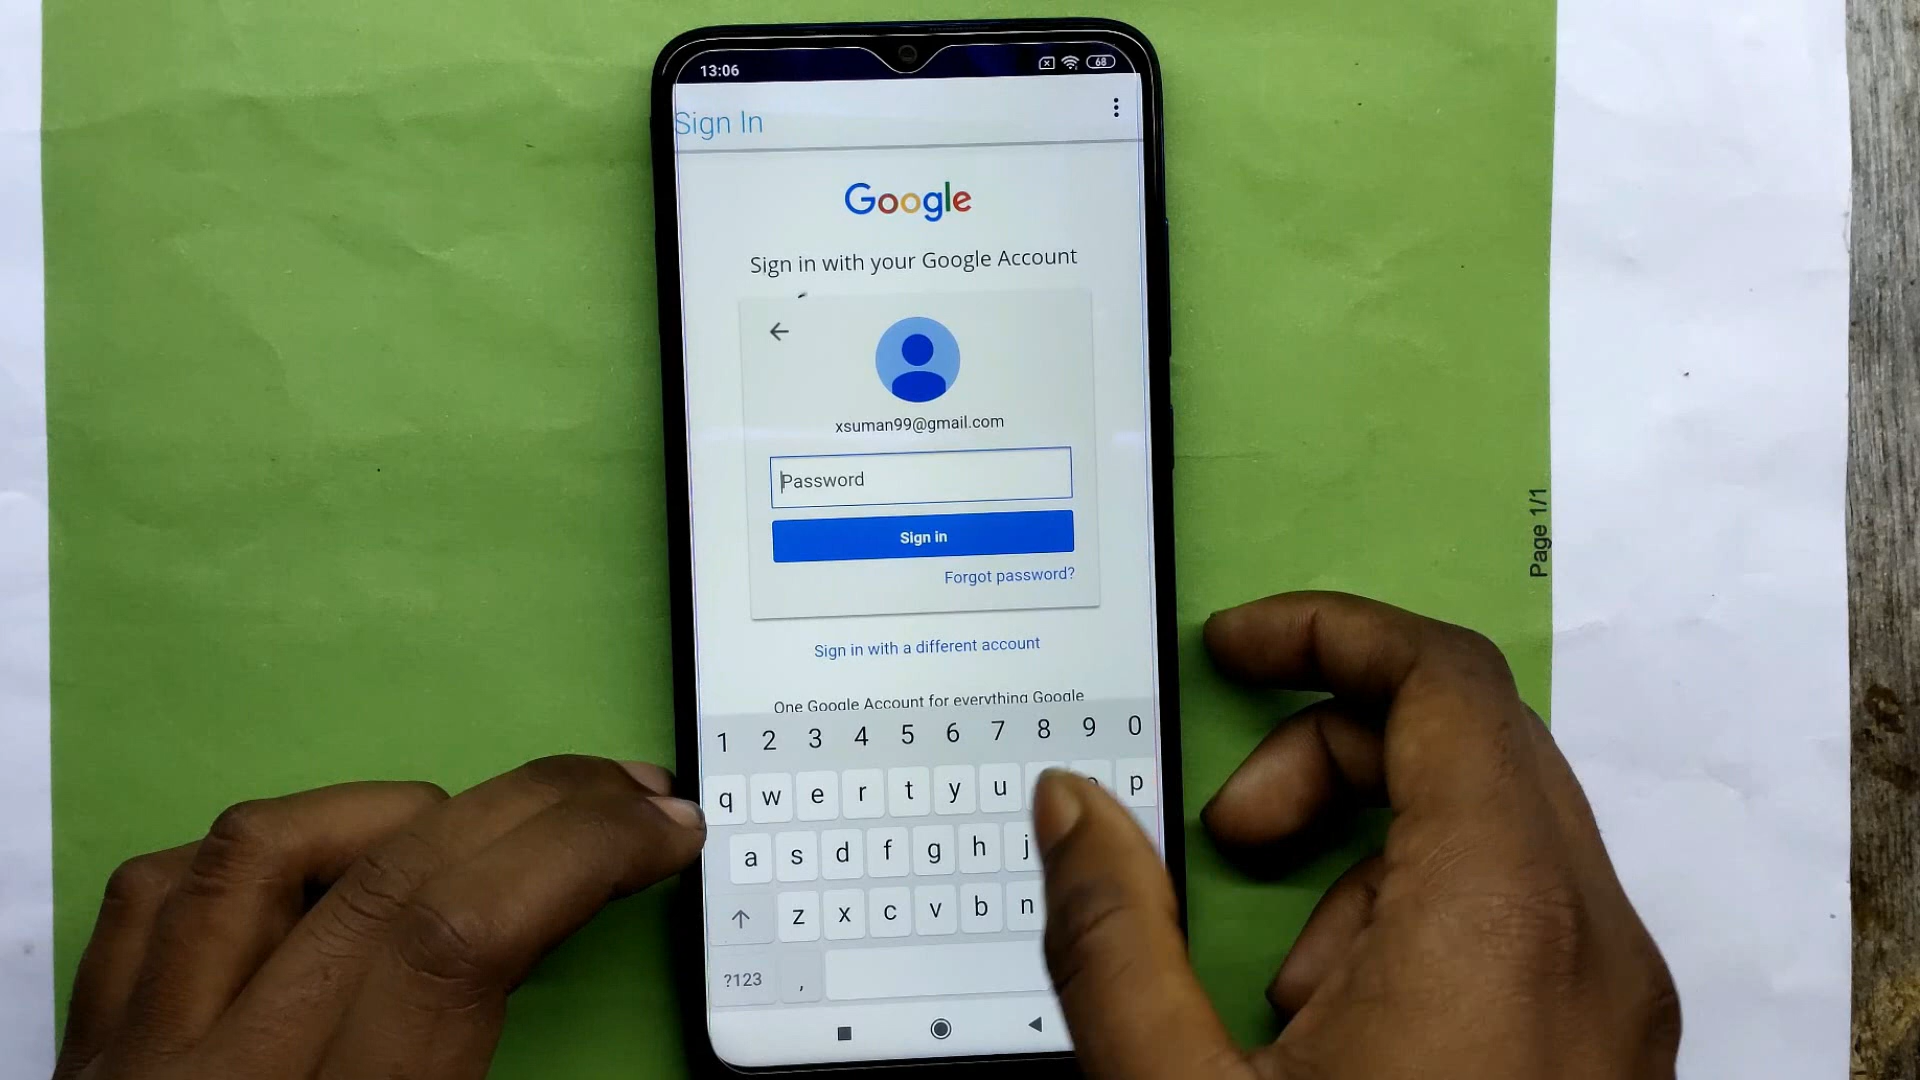 13:06
68
Sign In
Google
Sign in with your Google Account
xsuman99@gmail.com
Password
Sign in
Forgot password?
Sign in with a different account
One Google Account for everything Google
1 2 3 4 5 6 7 8 9 0
q w e r t y u p
a s d f g h j
z x c v b n
?123 ,
Page 1/1